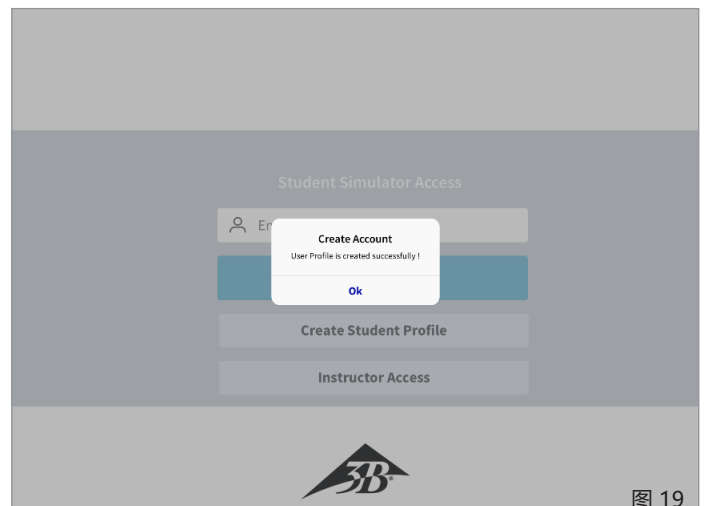 Student Simulator Access
Create Account
User Profile is created successfully !
Ok
Create Student Profile
Instructor Access
3B®
图 19